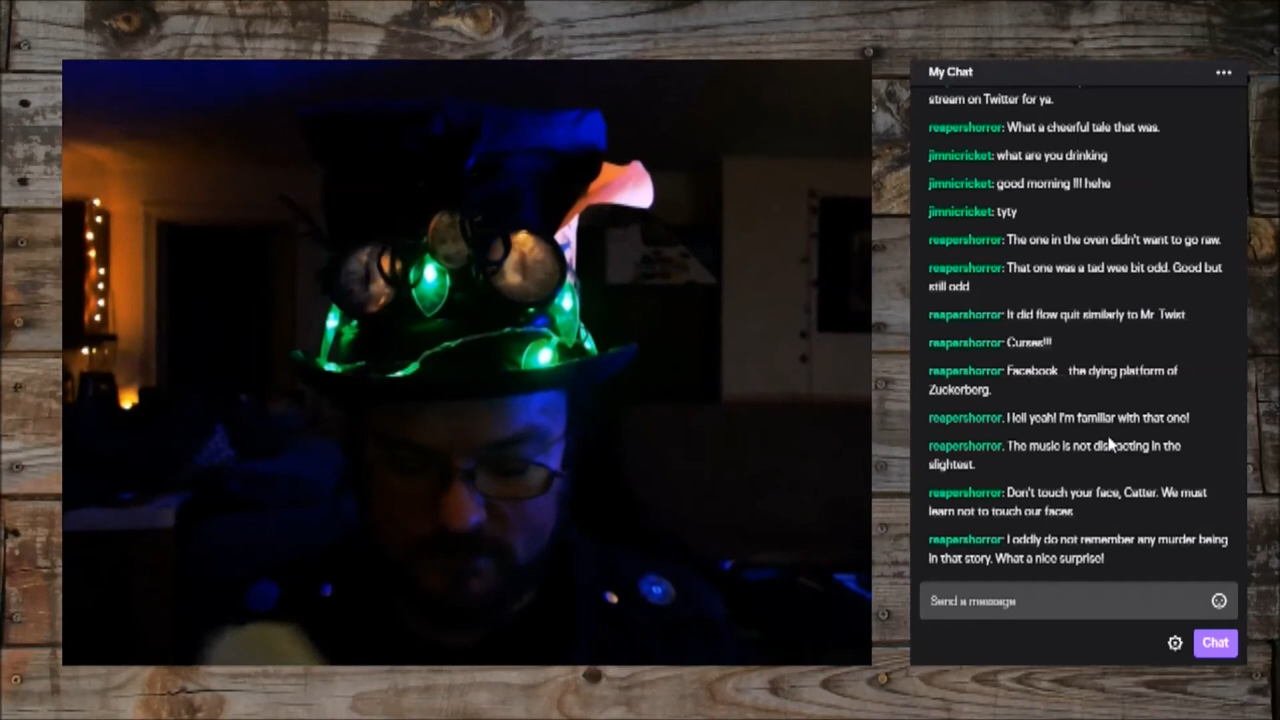 My Chat
stream on Twitter for ya.
reapershorror: What a cheerful tale that was.
jimnicricket: what are you drinking
jimnicricket: good morning !!! hehe
jimnicricket: tyty
reapershorror: The one in the oven didn't want to go raw.
reapershorror: That one was a tad wee bit odd. Good but
still odd
reapershorror: It did flow quit similarly to Mr Twist
reapershorror: Curses!!!
reapershorror: Facebook the dying platform of
Zuckerberg.
reapershorror: Hell yeah! I'm familiar with that one!
reapershorror: The music is not distracting in the
slightest.
reapershorror: Don't touch your face, Catter. We must
learn not to touch our faces
reapershorror: I oddly do not remember any murder being
in that story. What a nice surprise!
Send a message
Chat